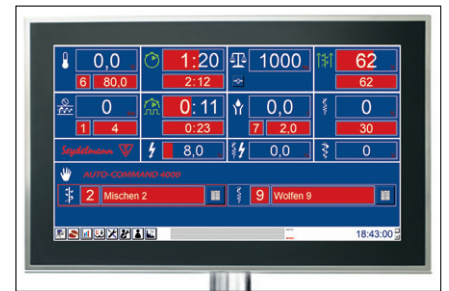 0,0 1:20 1000 62
6 80,0 2:12 62
0 0:11 0,0 0
1 4 0:23 7 2,0 30
Seydelmann 8,0 0,0 0
AUTO-COMMAND 4000
2 Mischen 2 9 Wolfen 9
18:43:00